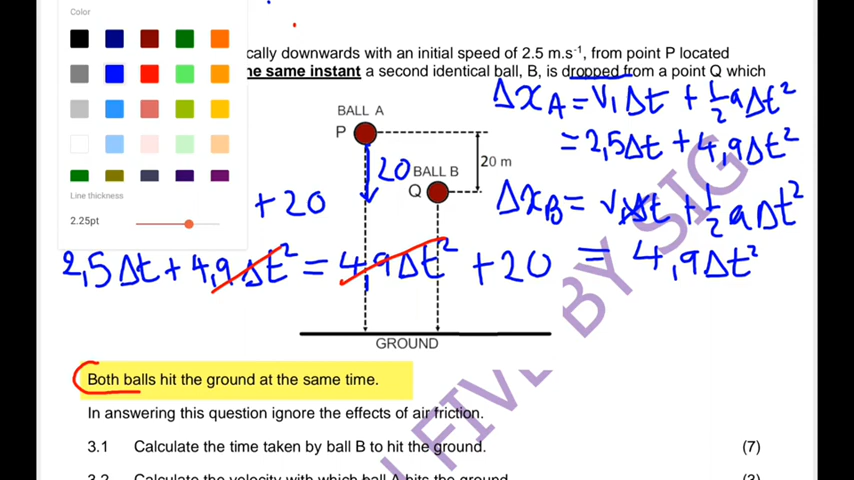 Color
cally downwards with an initial speed of 2.5 m.s⁻¹, from point P located
he same instant a second identical ball, B, is dropped from a point Q which
ΔxA = V₁Δt + ½aΔt²
= 2,5Δt + 4,9Δt²
BALL A
P
20
20 m
BALL B
Q
ΔxB = V₁Δt + ½aΔt²
= 4,9Δt²
Line thickness
2.25pt
+20
2,5Δt + 4,9Δt² = 4,9Δt² + 20
GROUND
Both balls hit the ground at the same time.
In answering this question ignore the effects of air friction.
3.1 Calculate the time taken by ball B to hit the ground. (7)
3.2 Calculate the velocity with which ball A hits the ground (3)
FIVE BY SIG